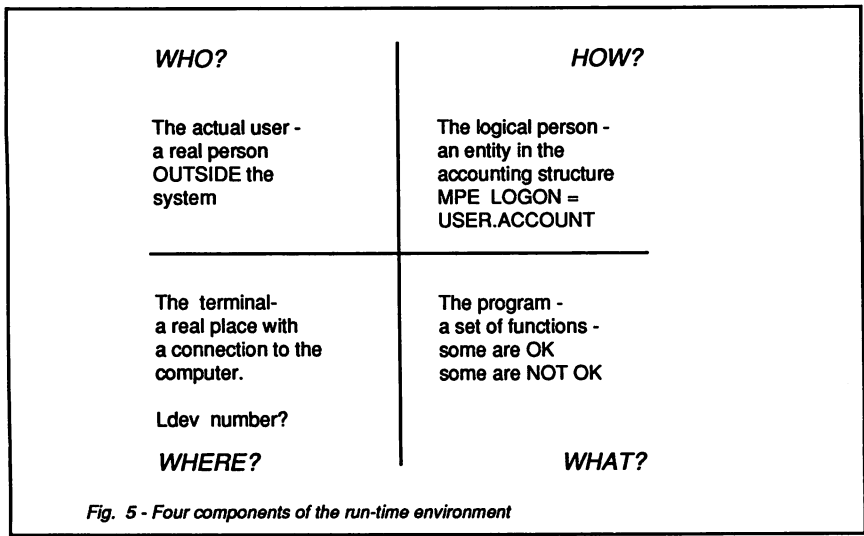 WHO?
The actual user -
a real person
OUTSIDE the
system
HOW?
The logical person -
an entity in the
accounting structure
MPE LOGON =
USER.ACCOUNT
The terminal-
a real place with
a connection to the
computer.
Ldev number?
WHERE?
The program -
a set of functions -
some are OK
some are NOT OK
WHAT?
Fig. 5 - Four components of the run-time environment